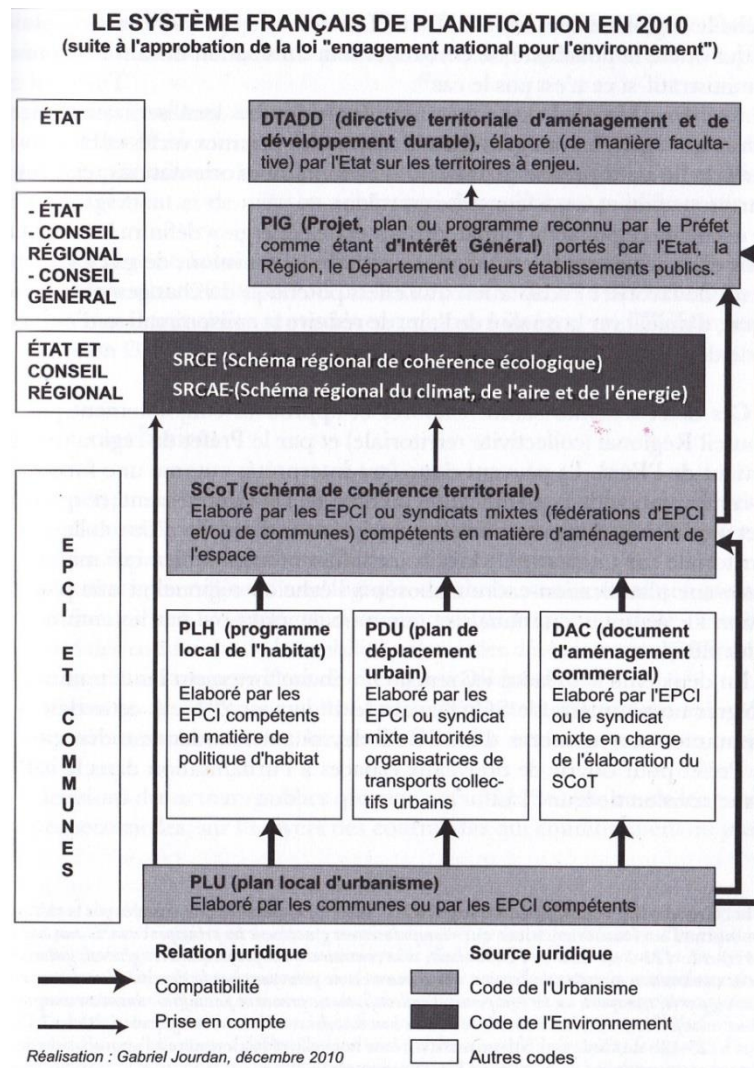 LE SYSTÈME FRANÇAIS DE PLANIFICATION EN 2010
(suite à l'approbation de la loi "engagement national pour l'environnement")
ÉTAT
DTADD (directive territoriale d'aménagement et de
développement durable), élaboré (de manière faculta-
tive) par l'Etat sur les territoires à enjeu.
- ÉTAT
- CONSEIL
RÉGIONAL
- CONSEIL
GÉNÉRAL
PIG (Projet, plan ou programme reconnu par le Préfet
comme étant d'Intérêt Général) portés par l'Etat, la
Région, le Département ou leurs établissements publics.
ÉTAT ET
CONSEIL
RÉGIONAL
SRCE (Schéma régional de cohérence écologique)
SRCAE-(Schéma régional du climat, de l'aire et de l'énergie)
EPCI ET COMMUNES
SCoT (schéma de cohérence territoriale)
Elaboré par les EPCI ou syndicats mixtes (fédérations d'EPCI
et/ou de communes) compétents en matière d'aménagement de
l'espace
PLH (programme
local de l'habitat)
Elaboré par les
EPCI compétents
en matière de
politique d'habitat
PDU (plan de
déplacement
urbain)
Elaboré par les
EPCI ou syndicat
mixte autorités
organisatrices de
transports collec-
tifs urbains
DAC (document
d'aménagement
commercial)
Elaboré par l'EPCI
ou le syndicat
mixte en charge
de l'élaboration du
SCoT
PLU (plan local d'urbanisme)
Elaboré par les communes ou par les EPCI compétents
Relation juridique
Compatibilité
Prise en compte
Source juridique
Code de l'Urbanisme
Code de l'Environnement
Autres codes
Réalisation : Gabriel Jourdan, décembre 2010